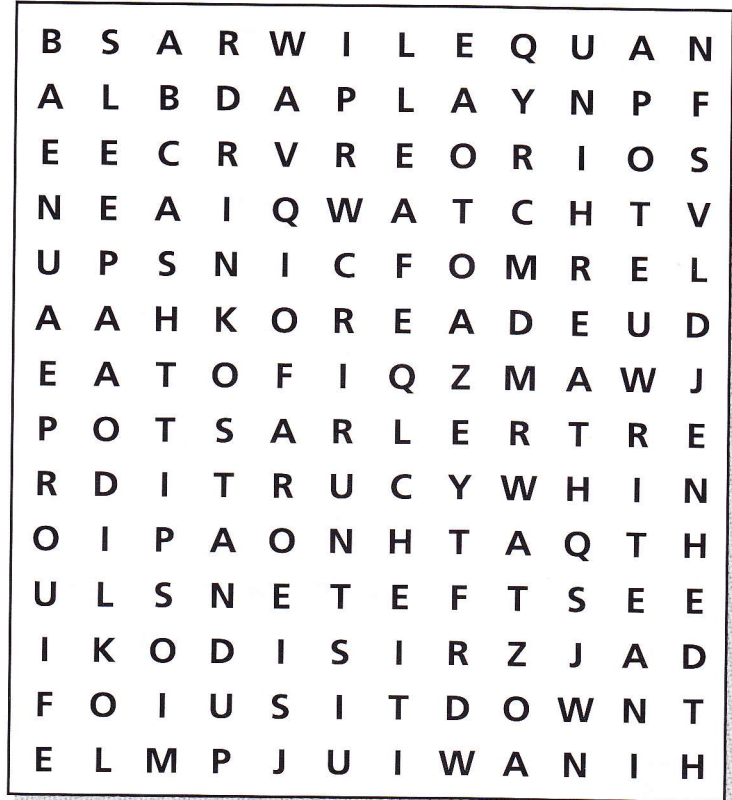 B S A R W I L E Q U A N
A L B D A P L A Y N P F
E E C R V R E O R I O S
N E A I Q W A T C H T V
U P S N I C F O M R E L
A A H K O R E A D E U D
E A T O F I Q Z M A W J
P O T S A R L E R T R E
R D I T R U C Y W H I N
O I P A O N H T A Q T H
U L S N E T E F T S E E
I K O D I S I R Z J A D
F O I U S I T D O W N T
E L M P J U I W A N I H